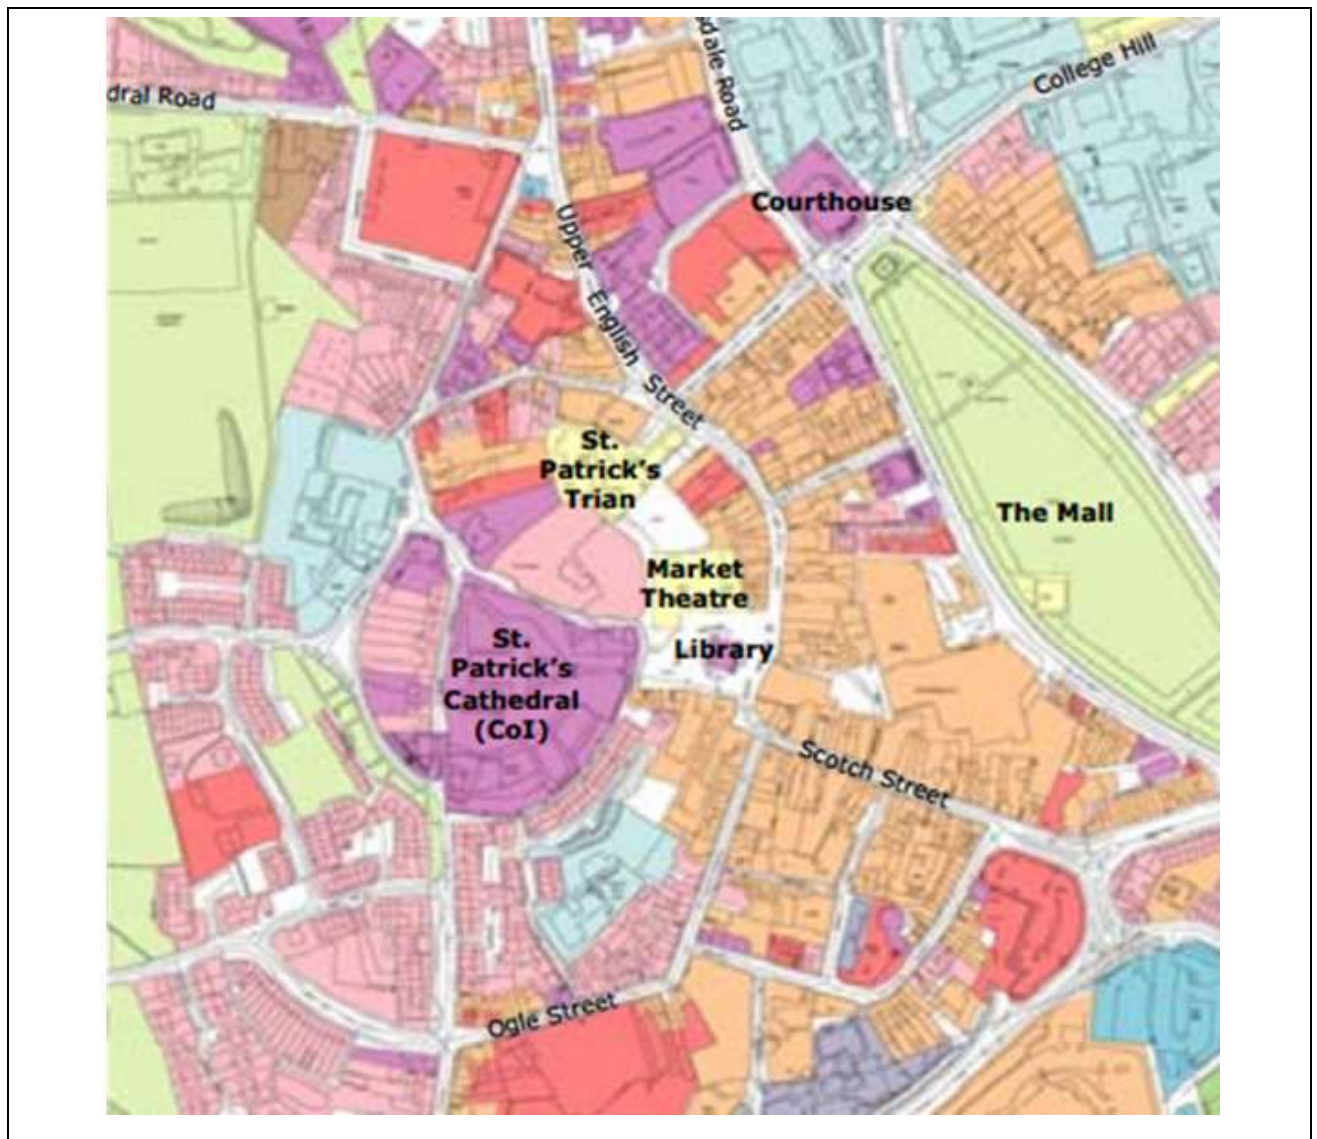 dral Road
dale Road
College Hill
Courthouse
Upper English Street
St.
Patrick's
Trian
The Mall
Market
Theatre
Library
St.
Patrick's
Cathedral
(CoI)
Scotch Street
Ogle Street